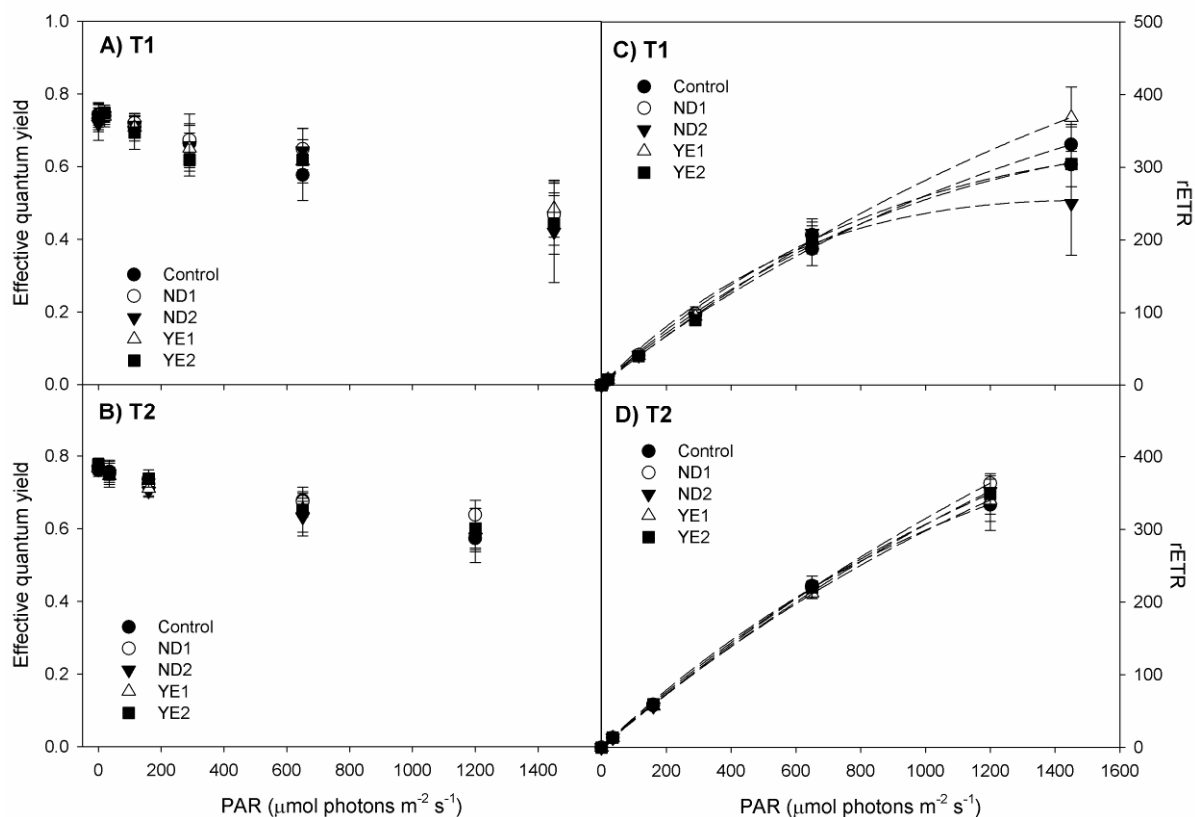 A) T1
1.0
0.8
0.6
0.4
0.2
0.0
Effective quantum yield
Control
ND1
ND2
YE1
YE2
C) T1
Control
ND1
ND2
YE1
YE2
500
400
300
200
100
0
rETR
B) T2
0.8
0.6
0.4
0.2
0.0
Effective quantum yield
Control
ND1
ND2
YE1
YE2
0 200 400 600 800 1000 1200 1400
PAR (μmol photons m⁻² s⁻¹)
D) T2
Control
ND1
ND2
YE1
YE2
400
300
200
100
0
rETR
0 200 400 600 800 1000 1200 1400 1600
PAR (μmol photons m⁻² s⁻¹)